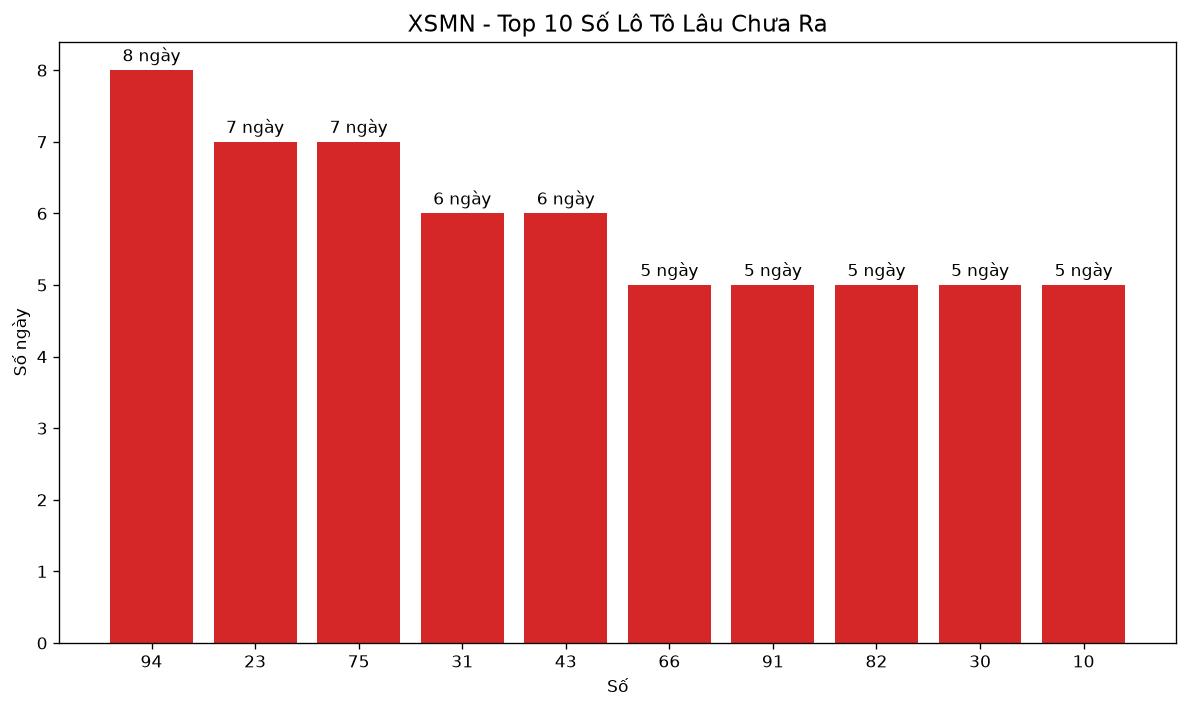 XSMN - Top 10 Số Lô Tô Lâu Chưa Ra
8 ngày
7 ngày
7 ngày
6 ngày
6 ngày
5 ngày
5 ngày
5 ngày
5 ngày
5 ngày
Số ngày
8
7
6
5
4
3
2
1
0
94
23
75
31
43
66
91
82
30
10
Số